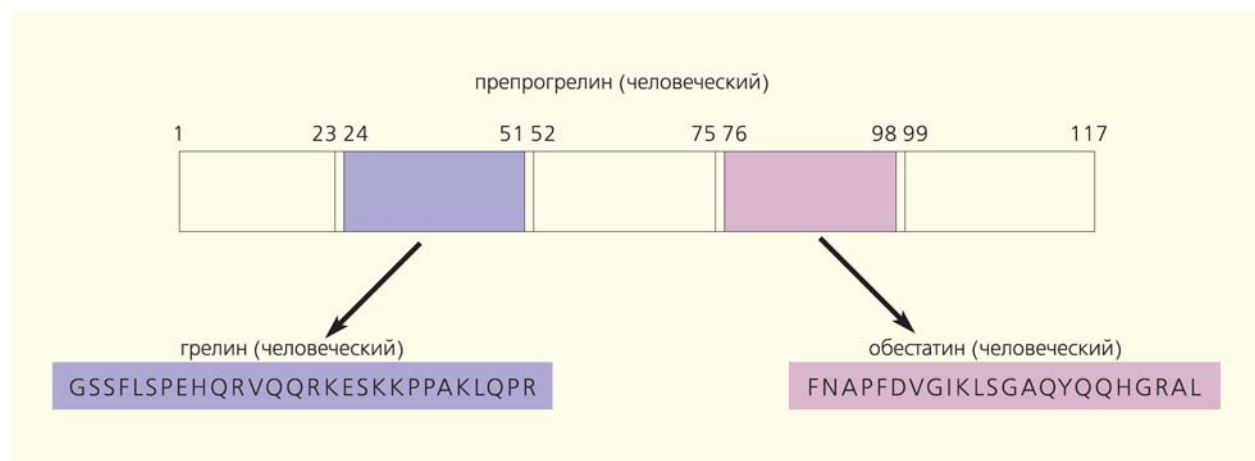 препрогрелин (человеческий)
1 23 24 51 52 75 76 98 99 117
грелин (человеческий) обестатин (человеческий)
GSSFLSPEHQRVQQRKESKKPPAKLQPR FNAPFDVGIKLSGAQYQQHGRAL